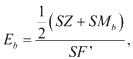 E_b = \frac{\frac{1}{2}(SZ + SM_b)}{SF'},